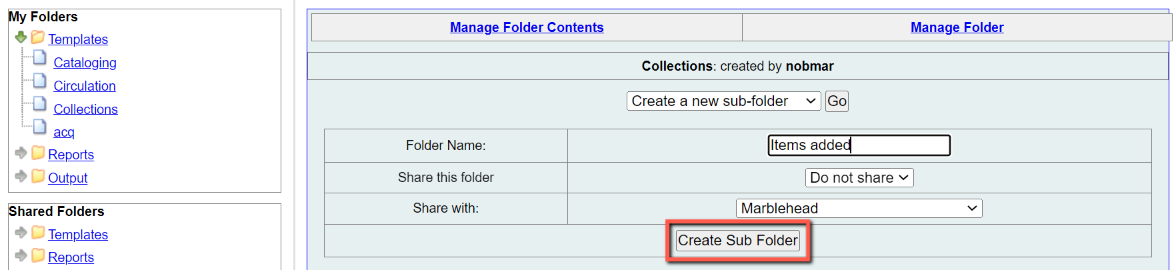 My Folders
Templates
Cataloging
Circulation
Collections
acq
Reports
Output
Shared Folders
Templates
Reports
Manage Folder Contents Manage Folder
Collections: created by nobmar
Create a new sub-folder Go
Folder Name: Items added
Share this folder Do not share
Share with: Marblehead
Create Sub Folder